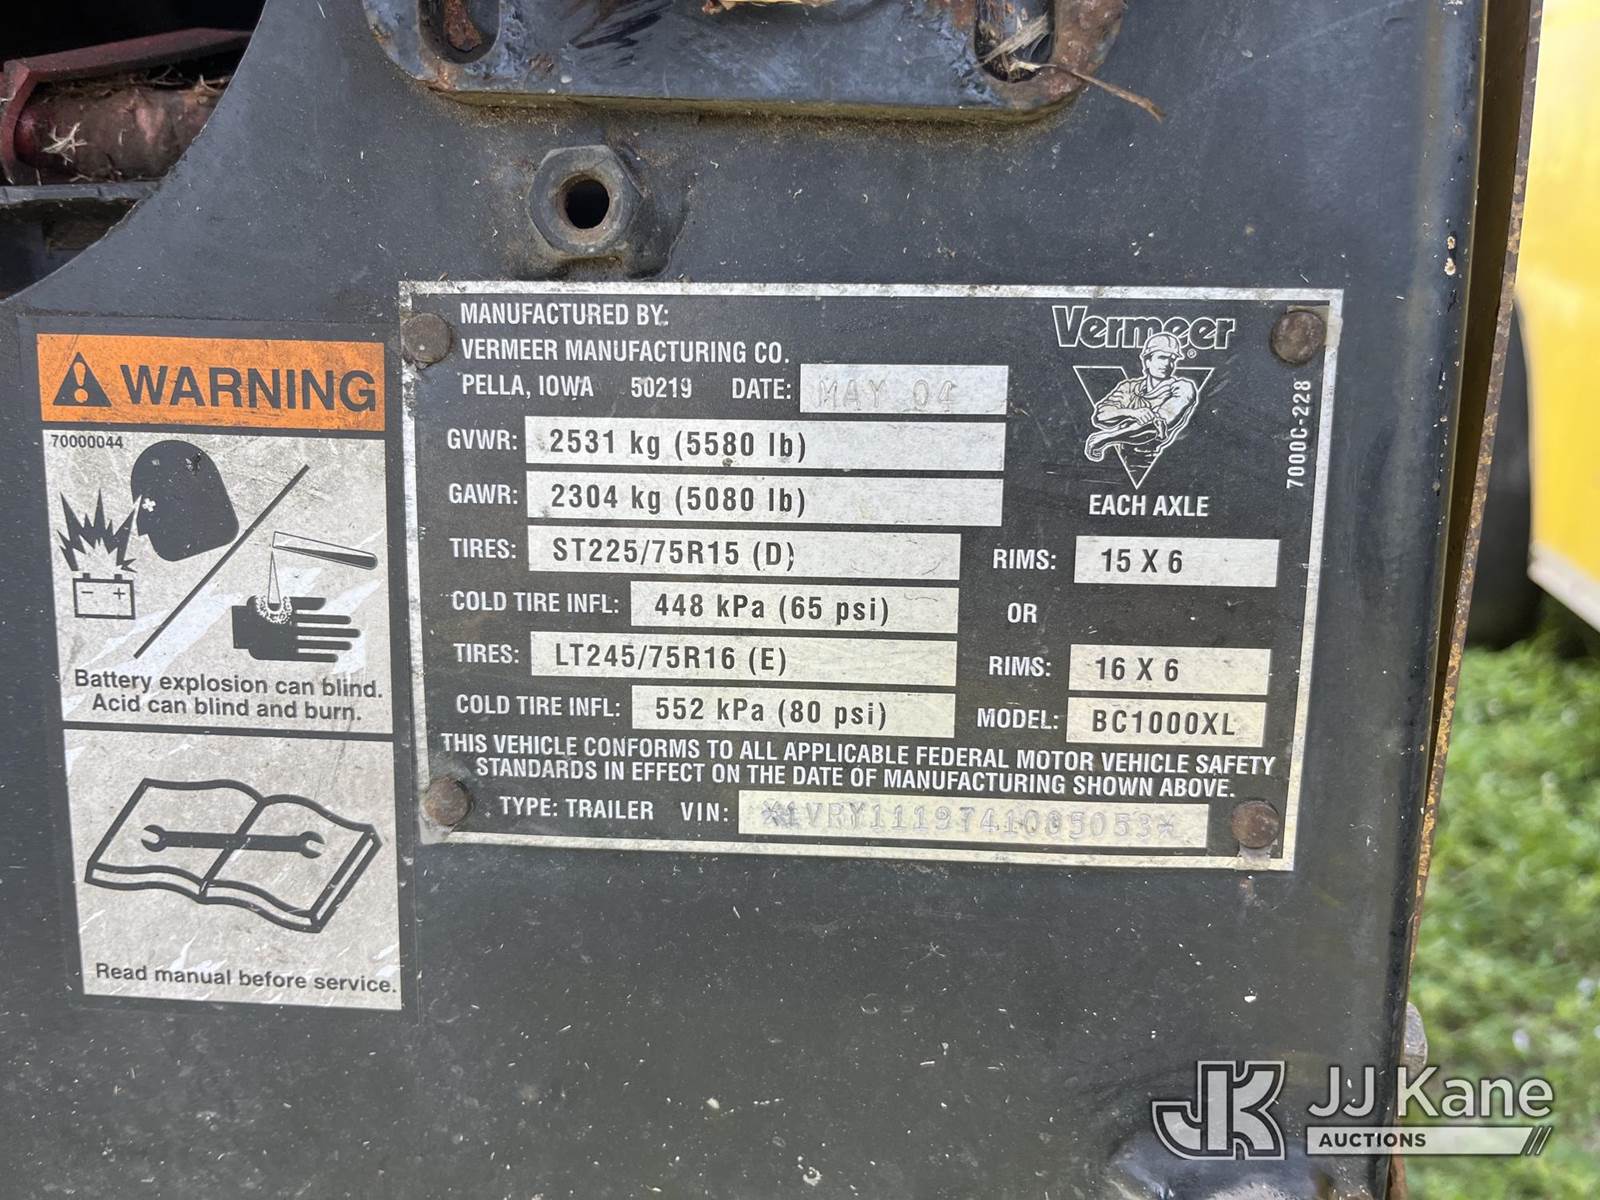 MANUFACTURED BY:
VERMEER MANUFACTURING CO.
PELLA, IOWA 50219 DATE: MAY 04
GVWR: 2531 kg (5580 lb)
GAWR: 2304 kg (5080 lb)
Vermeer®
EACH AXLE
7000C-228
TIRES: ST225/75R15 (D) RIMS: 15 X 6
COLD TIRE INFL: 448 kPa (65 psi) OR
TIRES: LT245/75R16 (E) RIMS: 16 X 6
COLD TIRE INFL: 552 kPa (80 psi) MODEL: BC1000XL
THIS VEHICLE CONFORMS TO ALL APPLICABLE FEDERAL MOTOR VEHICLE SAFETY
STANDARDS IN EFFECT ON THE DATE OF MANUFACTURING SHOWN ABOVE.
TYPE: TRAILER VIN: *1VRY1119741005053*
WARNING
70000044
Battery explosion can blind.
Acid can blind and burn.
Read manual before service.
JK JJ Kane
AUCTIONS